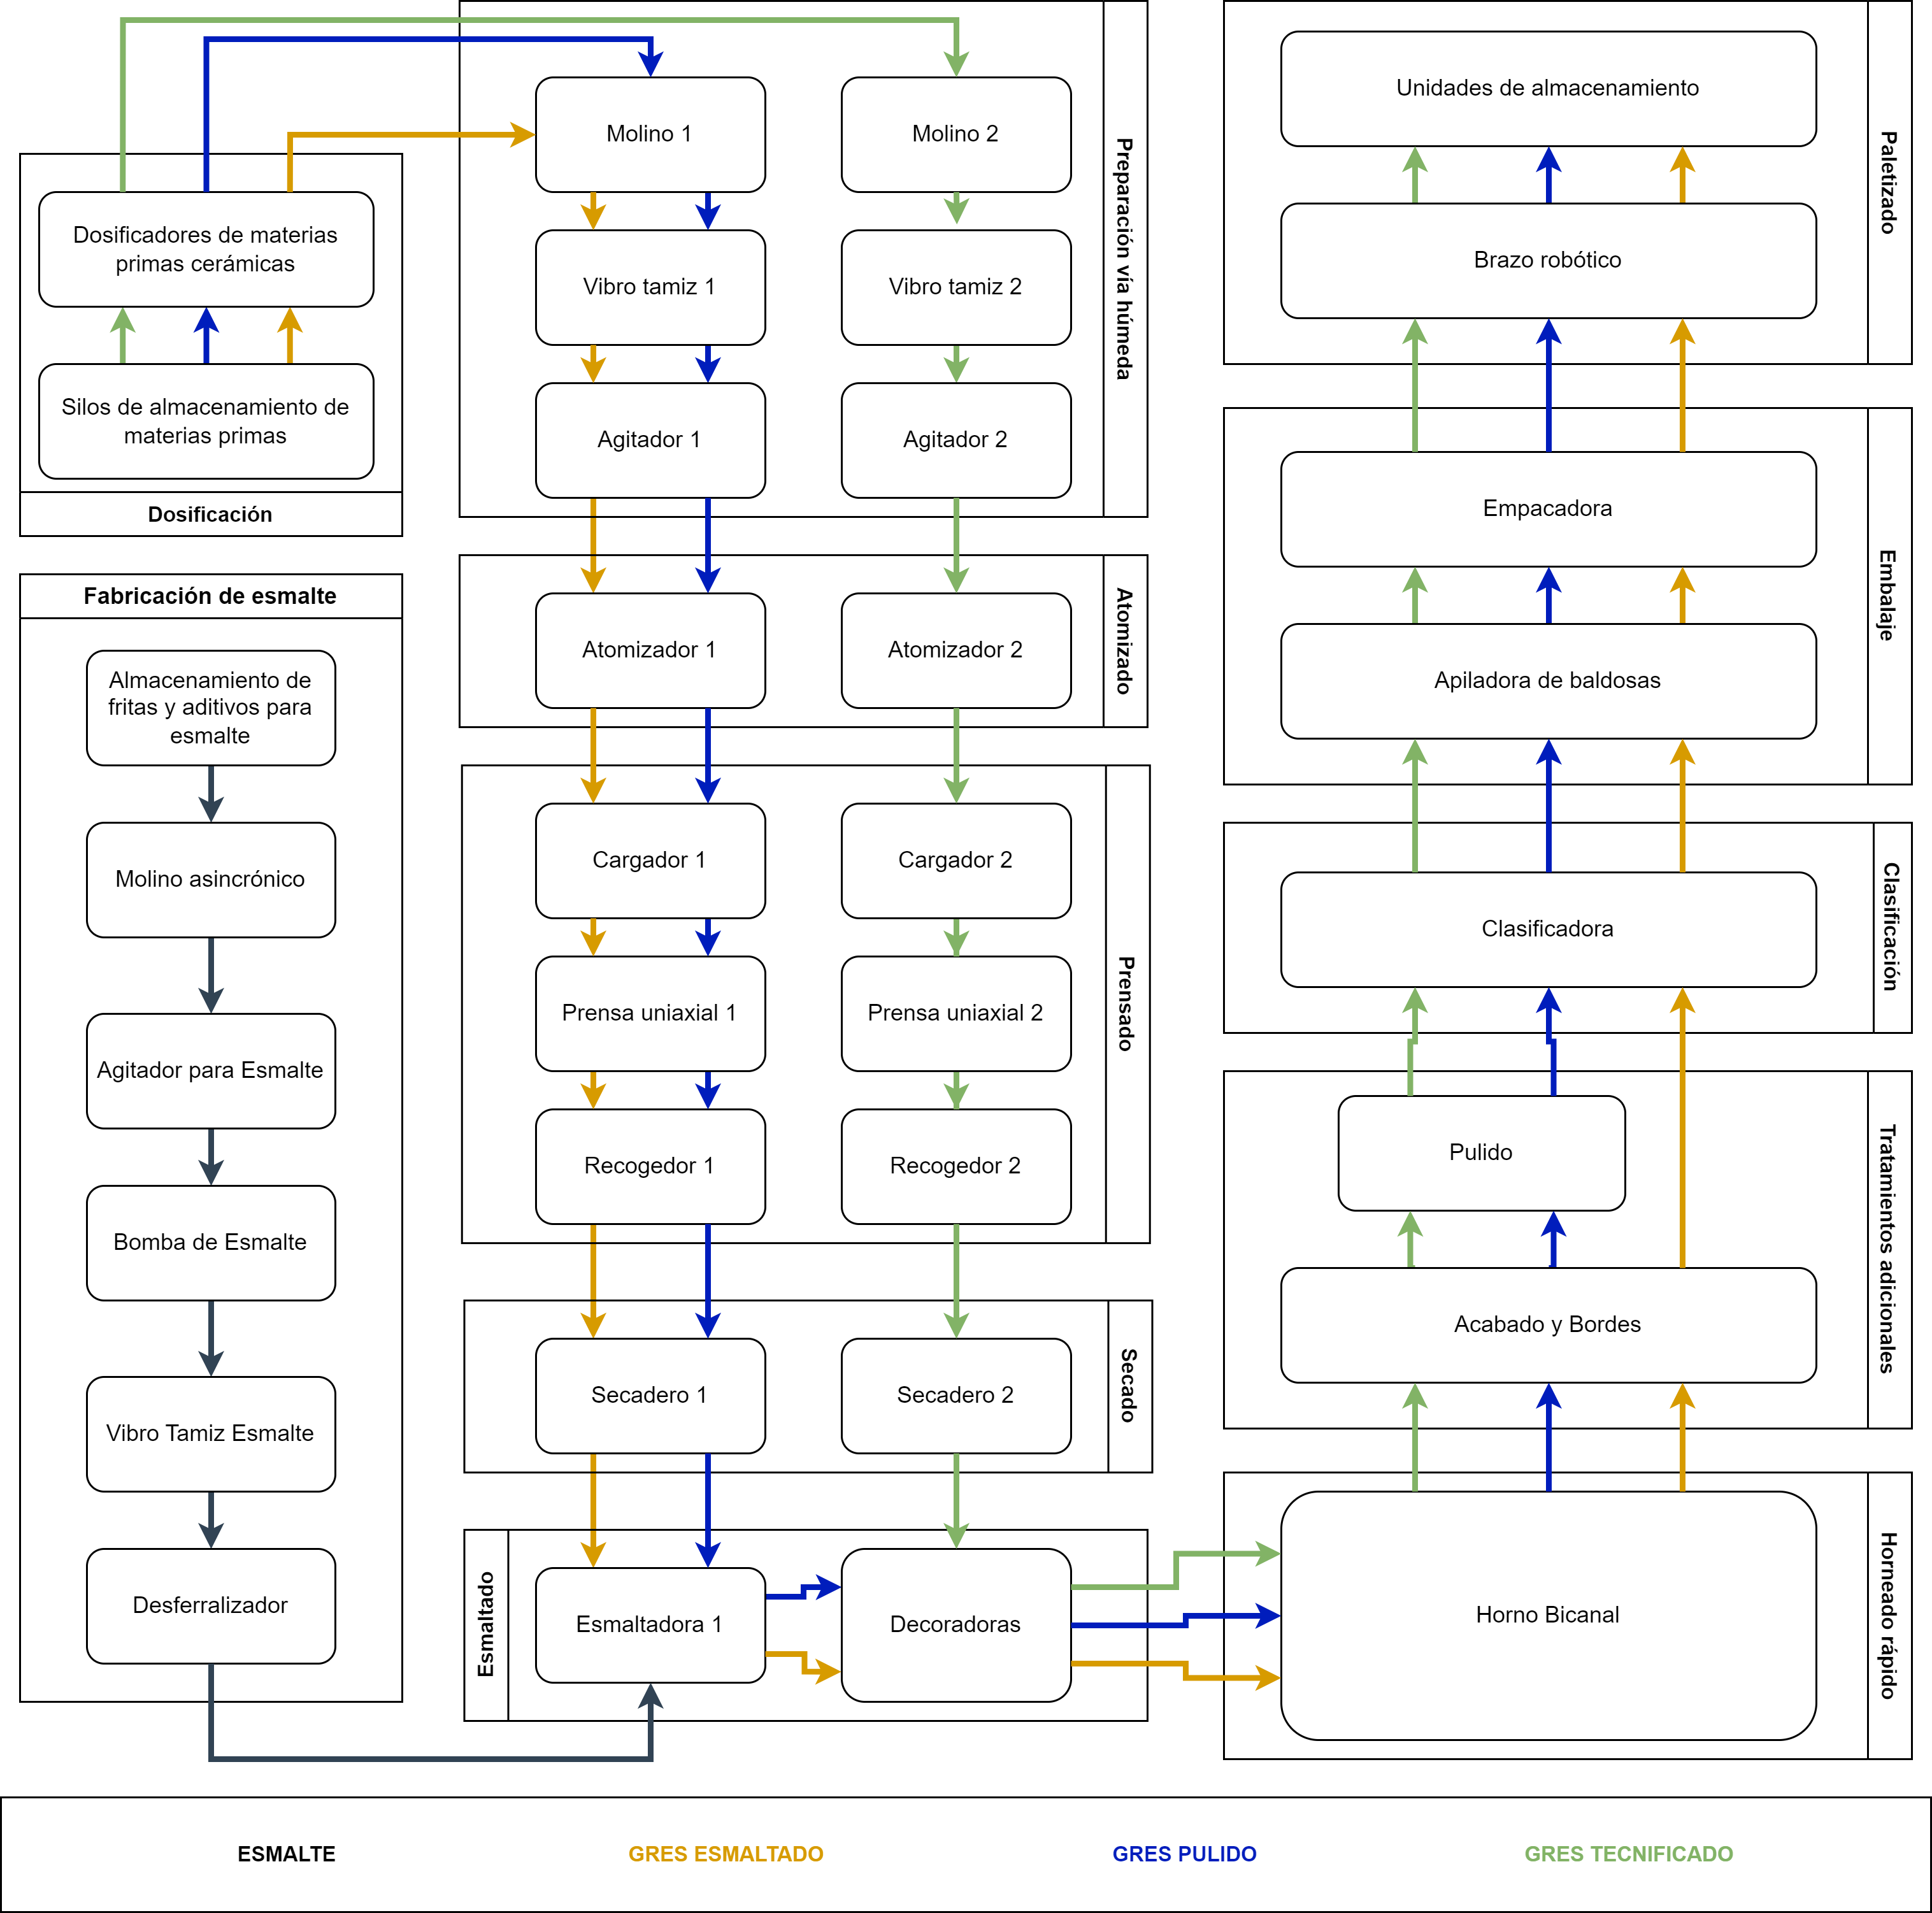 Dosificadores de materias
primas cerámicas
Silos de almacenamiento de
materias primas
Dosificación
Fabricación de esmalte
Almacenamiento de
fritas y aditivos para
esmalte
Molino asincrónico
Agitador para Esmalte
Bomba de Esmalte
Vibro Tamiz Esmalte
Desferralizador
Molino 1
Molino 2
Vibro tamiz 1
Vibro tamiz 2
Agitador 1
Agitador 2
Preparación vía húmeda
Atomizador 1
Atomizador 2
Atomizado
Cargador 1
Cargador 2
Prensa uniaxial 1
Prensa uniaxial 2
Recogedor 1
Recogedor 2
Prensado
Secadero 1
Secadero 2
Secado
Esmaltado
Esmaltadora 1
Decoradoras
Unidades de almacenamiento
Brazo robótico
Paletizado
Empacadora
Apiladora de baldosas
Embalaje
Clasificadora
Clasificación
Pulido
Acabado y Bordes
Tratamientos adicionales
Horno Bicanal
Horneado rápido
ESMALTE
GRES ESMALTADO
GRES PULIDO
GRES TECNIFICADO